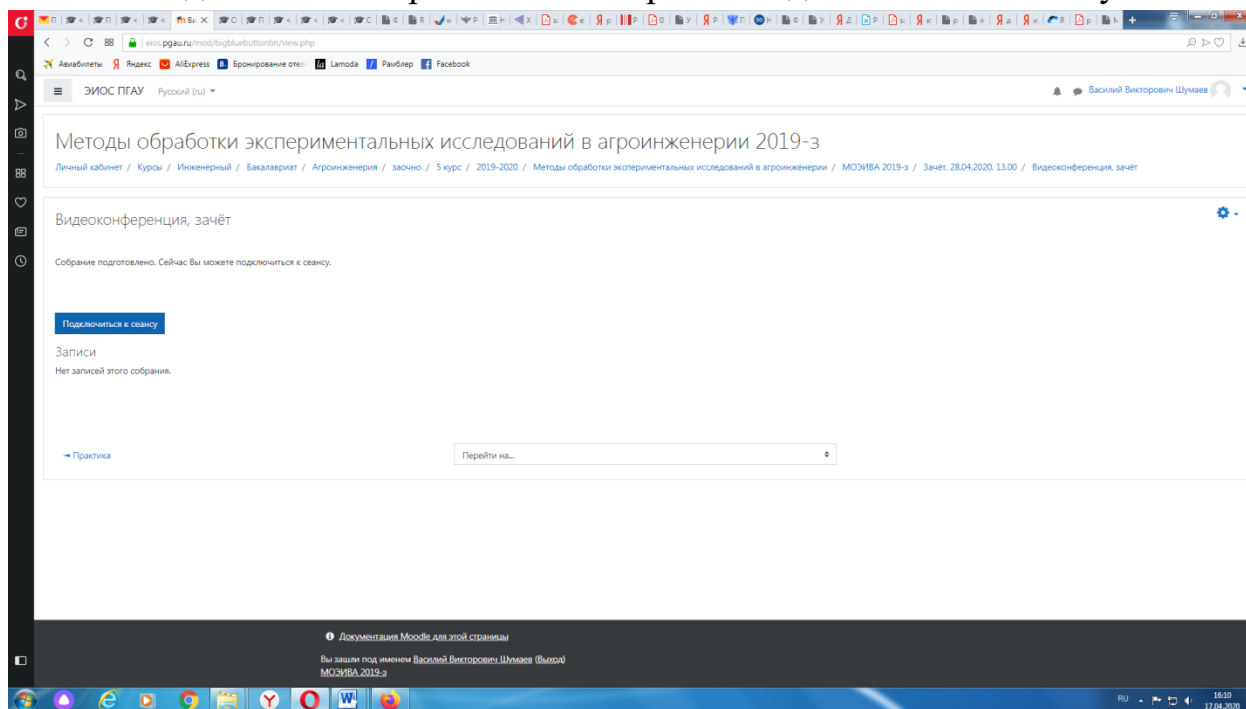 eios.pgau.ru/mod/bigbluebuttonbn/view.php
Авиабилеты Яндекс AliExpress Бронирование отел Lamoda Рамблер Facebook
ЭИОС ПГАУ Русский (ru) Василий Викторович Шумаев
Методы обработки экспериментальных исследований в агроинженерии 2019-з
Личный кабинет / Курсы / Инженерный / Бакалавриат / Агроинженерия / заочно / 5 курс / 2019-2020 / Методы обработки экспериментальных исследований в агроинженерии / МОЭИВА 2019-з / Зачёт, 28.04.2020, 13.00 / Видеоконференция, зачёт
Видеоконференция, зачёт
Собрание подготовлено. Сейчас Вы можете подключиться к сеансу.
Подключиться к сеансу
Записи
Нет записей этого собрания.
◄ Практика Перейти на...
Документация Moodle для этой страницы
Вы зашли под именем Василий Викторович Шумаев (Выход)
МОЭИВА 2019-з
RU 16:10
17.04.2020